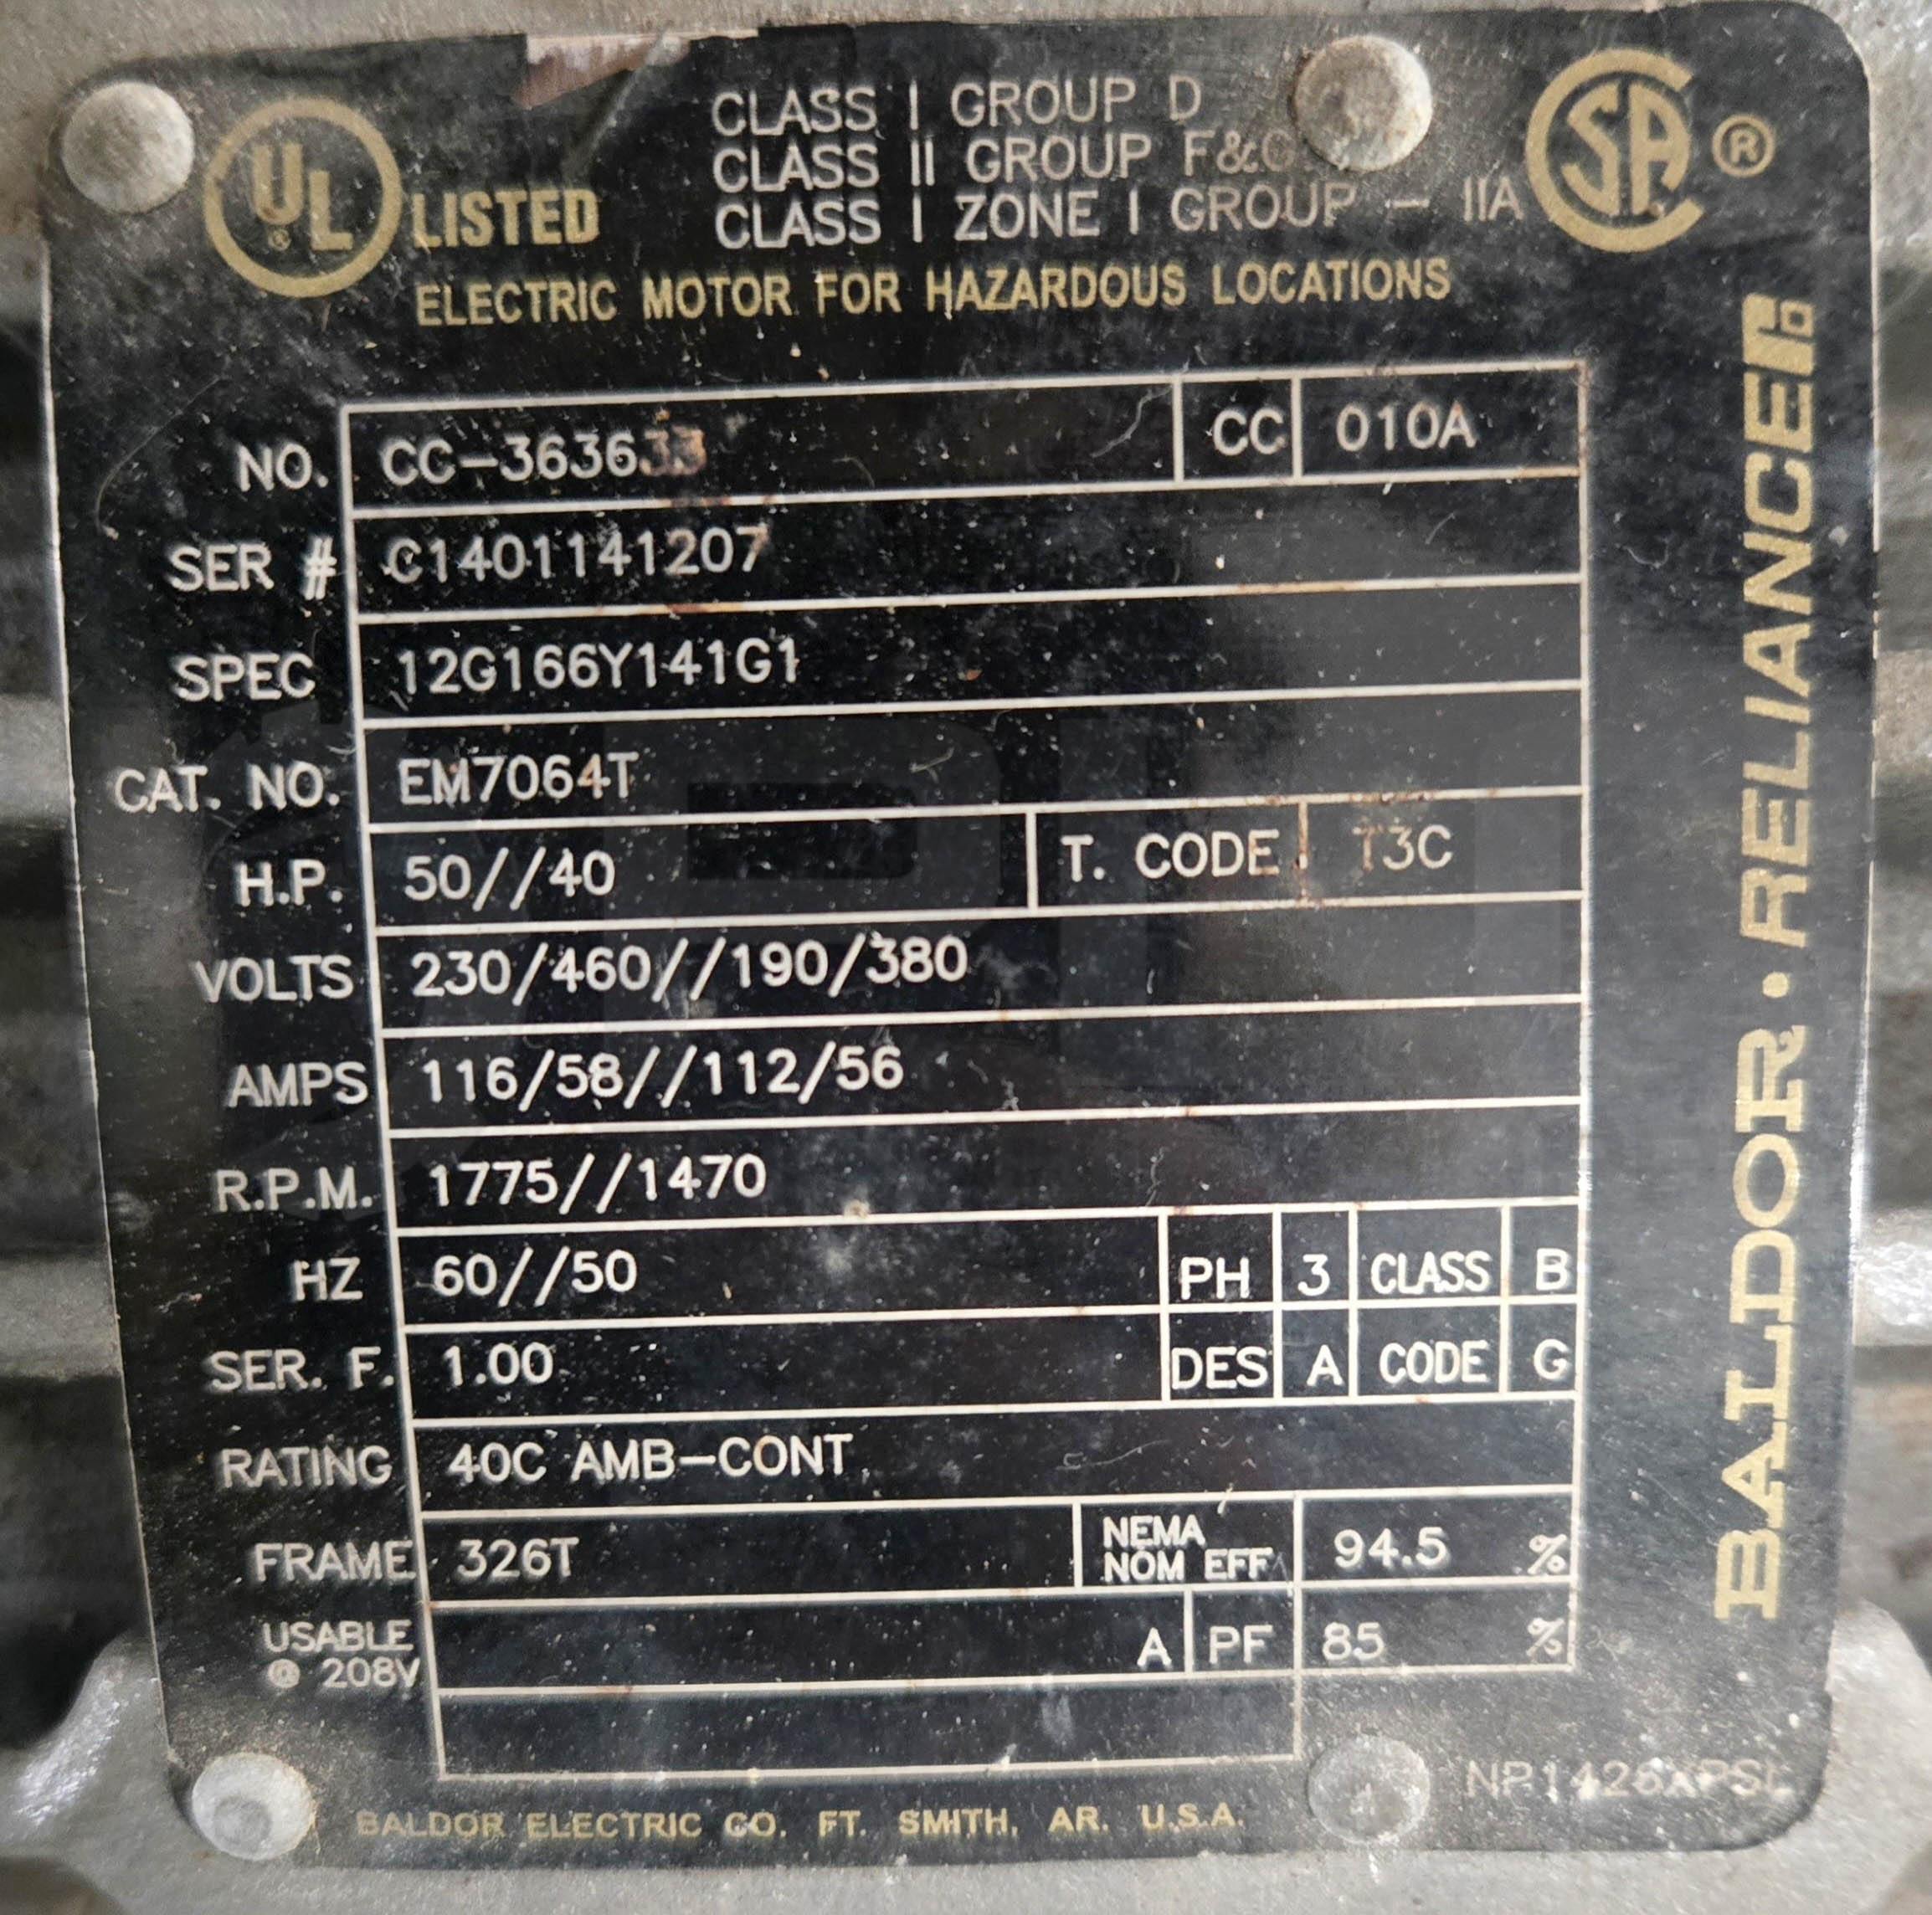 UL LISTED
CLASS I GROUP D
CLASS II GROUP F&G
CLASS I ZONE I GROUP - IIA
SA ®
ELECTRIC MOTOR FOR HAZARDOUS LOCATIONS
NO. CC-363633 CC 010A
SER # C1401141207
SPEC 12G166Y141G1
CAT. NO. EM7064T
H.P. 50//40 T. CODE T3C
VOLTS 230/460//190/380
AMPS 116/58//112/56
R.P.M. 1775//1470
HZ 60//50 PH 3 CLASS B
SER. F. 1.00 DES A CODE G
RATING 40C AMB-CONT
FRAME 326T NEMA NOM EFF 94.5 %
USABLE @ 208V A PF 85 %
BALDOR • RELIANCE
NP1426XPSL
BALDOR ELECTRIC CO. FT. SMITH, AR. U.S.A.